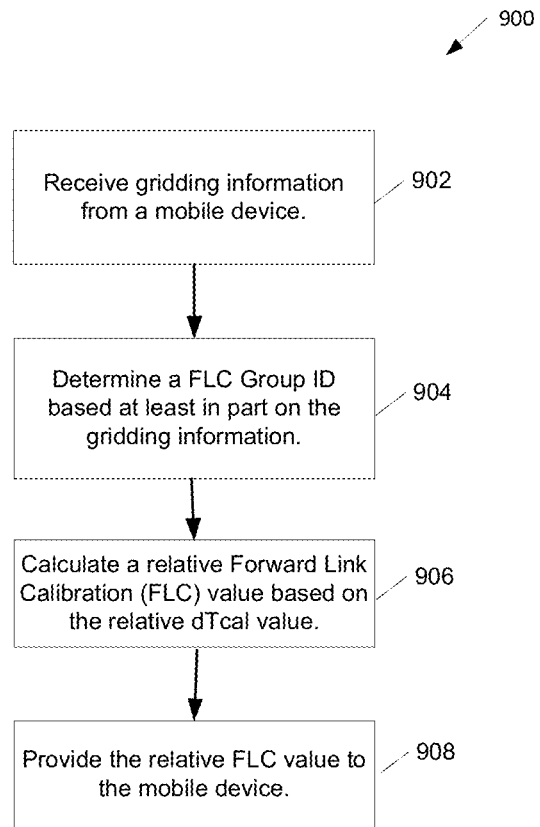 900
Receive gridding information
from a mobile device.
902
Determine a FLC Group ID
based at least in part on the
gridding information.
904
Calculate a relative Forward Link
Calibration (FLC) value based on
the relative dTcal value.
906
Provide the relative FLC value to
the mobile device.
908